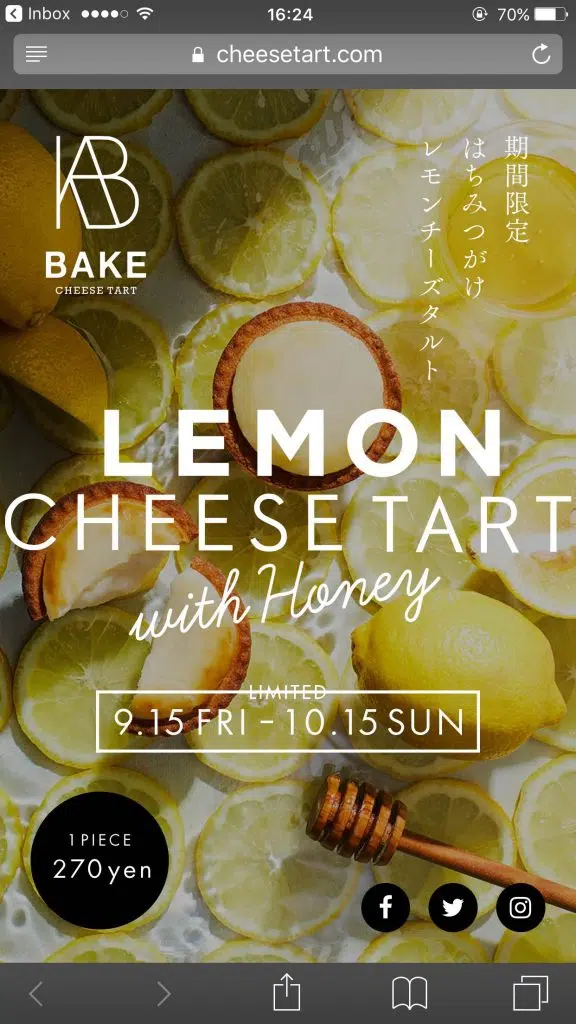 Inbox
16:24
70%
cheesetart.com
BAKE
CHEESE TART
期間限定
はちみつがけ
レモンチーズタルト
LEMON
CHEESE TART
with Honey
LIMITED
9.15 FRI - 10.15 SUN
1 PIECE
270 yen